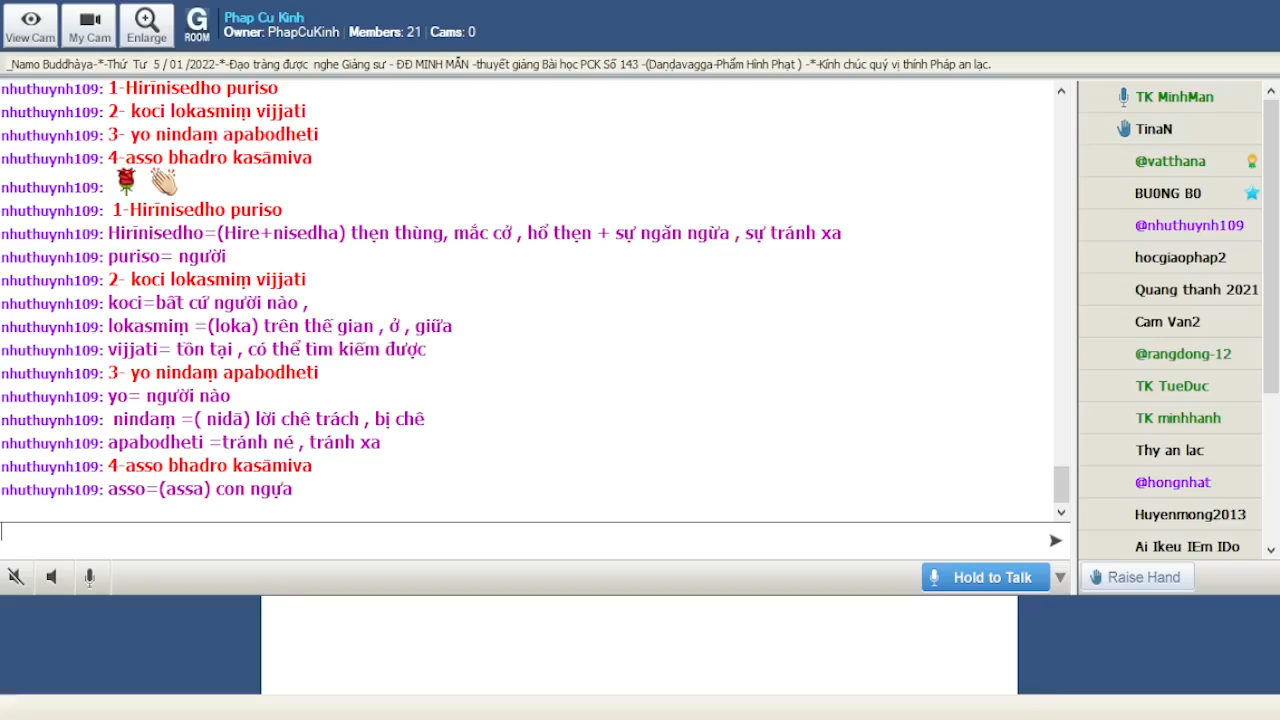 View Cam
My Cam
Enlarge
G
ROOM
Phap Cu Kinh
Owner: PhapCuKinh | Members: 21 | Cams: 0
_Namo Buddhàya-*-Thứ Tư 5 / 01 /2022-*-Đạo tràng được nghe Giảng sư - ĐĐ MINH MẪN -thuyết giảng Bài học PCK Số 143 -(Daṇḍavagga-Phẩm Hình Phạt ) -*-Kính chúc quý vị thính Pháp an lạc.
nhuthuynh109: 1-Hirīnisedho puriso
nhuthuynh109: 2- koci lokasmiṃ vijjati
nhuthuynh109: 3- yo nindaṃ apabodheti
nhuthuynh109: 4-asso bhadro kasāmiva
nhuthuynh109:
nhuthuynh109: 1-Hirīnisedho puriso
nhuthuynh109: Hirīnisedho=(Hire+nisedha) thẹn thùng, mắc cở , hổ thẹn + sự ngăn ngừa , sự tránh xa
nhuthuynh109: puriso= người
nhuthuynh109: 2- koci lokasmiṃ vijjati
nhuthuynh109: koci=bất cứ người nào ,
nhuthuynh109: lokasmiṃ =(loka) trên thế gian , ở , giữa
nhuthuynh109: vijjati= tồn tại , có thể tìm kiếm được
nhuthuynh109: 3- yo nindaṃ apabodheti
nhuthuynh109: yo= người nào
nhuthuynh109: nindaṃ =( nidā) lời chê trách , bị chê
nhuthuynh109: apabodheti =tránh né , tránh xa
nhuthuynh109: 4-asso bhadro kasāmiva
nhuthuynh109: asso=(assa) con ngựa
TK MinhMan
TinaN
@vatthana
BU0NG B0
@nhuthuynh109
hocgiaophap2
Quang thanh 2021
Cam Van2
@rangdong-12
TK TueDuc
TK minhhanh
Thy an lac
@hongnhat
Huyenmong2013
Ai Ikeu IEm IDo
Hold to Talk
Raise Hand